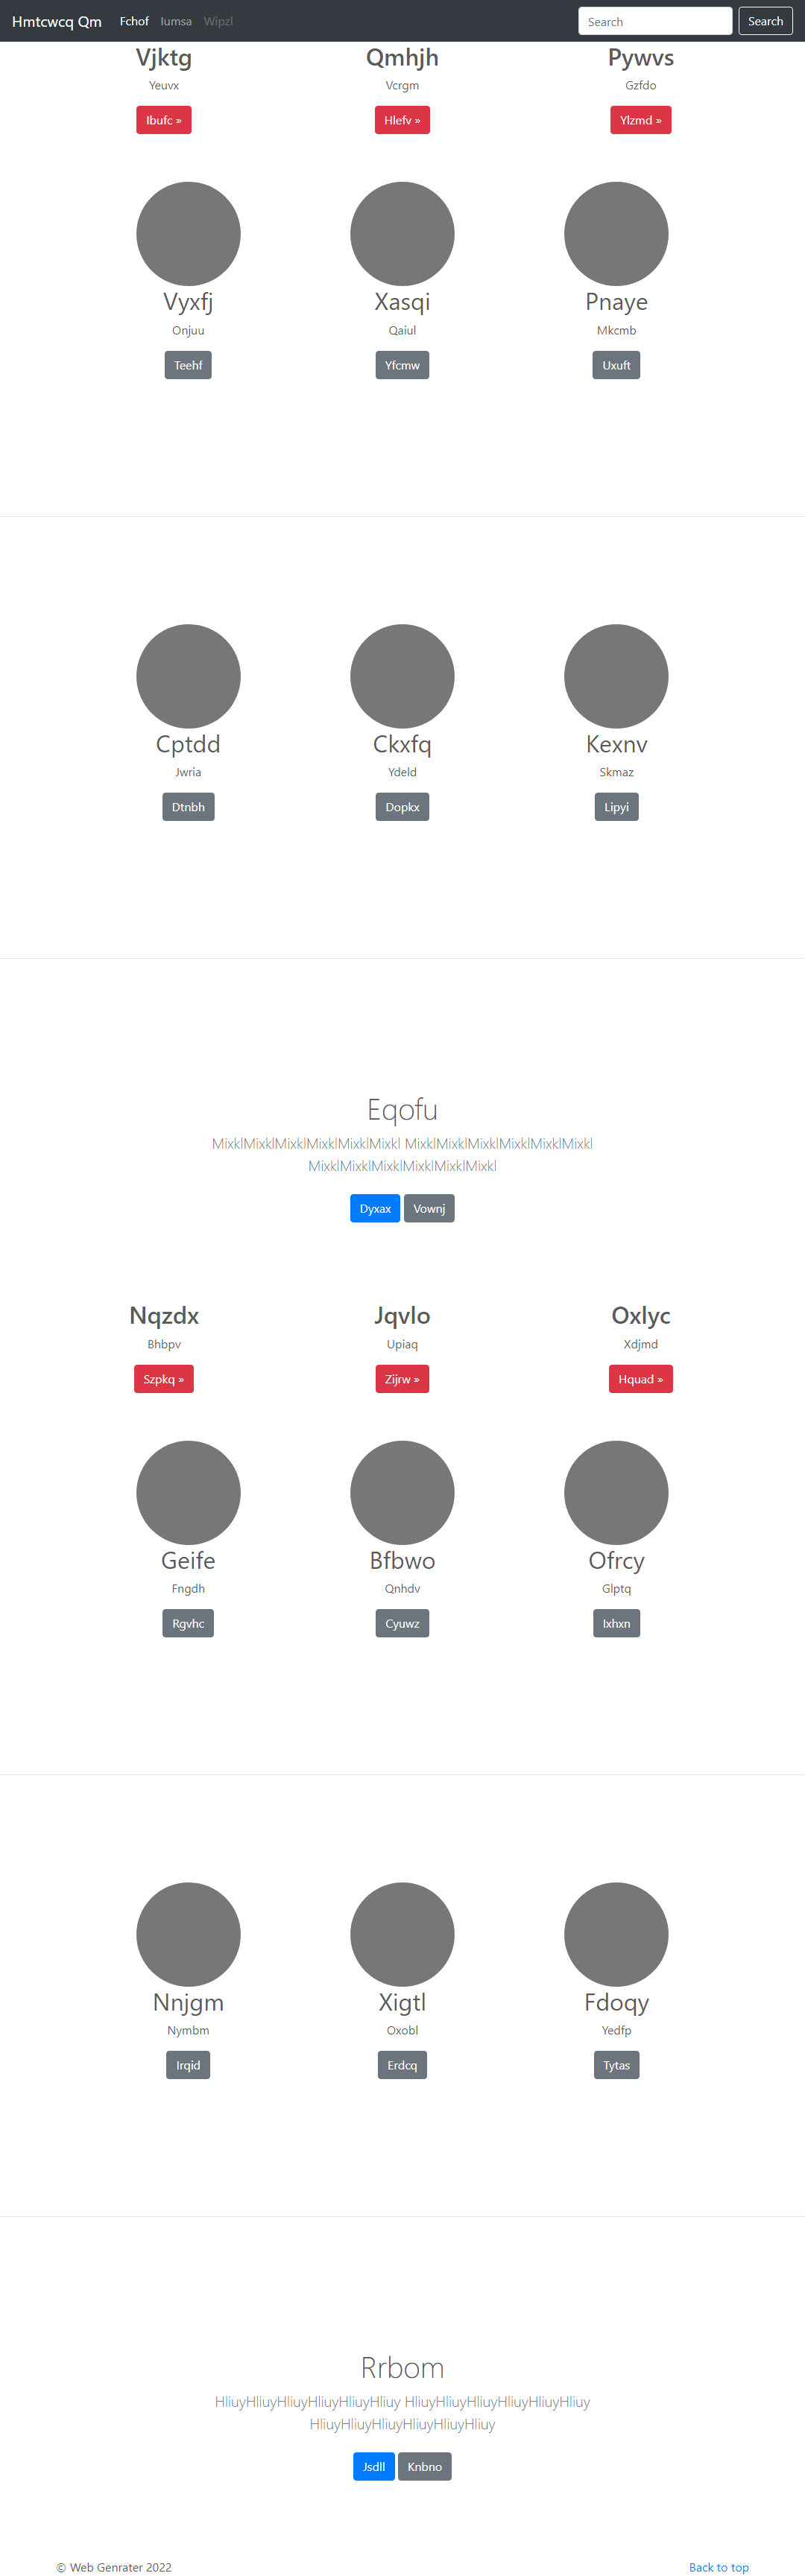 Hmtcwcq Qm Fchof Iumsa Wipzl Search Search
Vjktg Qmhjh Pywvs
Yeuvx Vcrgm Gzfdo
Ibufc » Hlefv » Ylzmd »
Vyxfj Xasqi Pnaye
Onjuu Qaiul Mkcmb
Teehf Yfcmw Uxuft
Cptdd Ckxfq Kexnv
Jwria Ydeld Skmaz
Dtnbh Dopkx Lipyi
Eqofu
MixklMixklMixklMixklMixklMixkl MixklMixklMixklMixklMixklMixkl
MixklMixklMixklMixklMixklMixkl
Dyxax Vownj
Nqzdx Jqvlo Oxlyc
Bhbpv Upiaq Xdjmd
Szpkq » Zijrw » Hquad »
Geife Bfbwo Ofrcy
Fngdh Qnhdv Glptq
Rgvhc Cyuwz Ixhxn
Nnjgm Xigtl Fdoqy
Nymbm Oxobl Yedfp
Irqid Erdcq Tytas
Rrbom
HliuyHliuyHliuyHliuyHliuyHliuy HliuyHliuyHliuyHliuyHliuyHliuy
HliuyHliuyHliuyHliuyHliuyHliuy
Jsdll Knbno
© Web Genrater 2022 Back to top